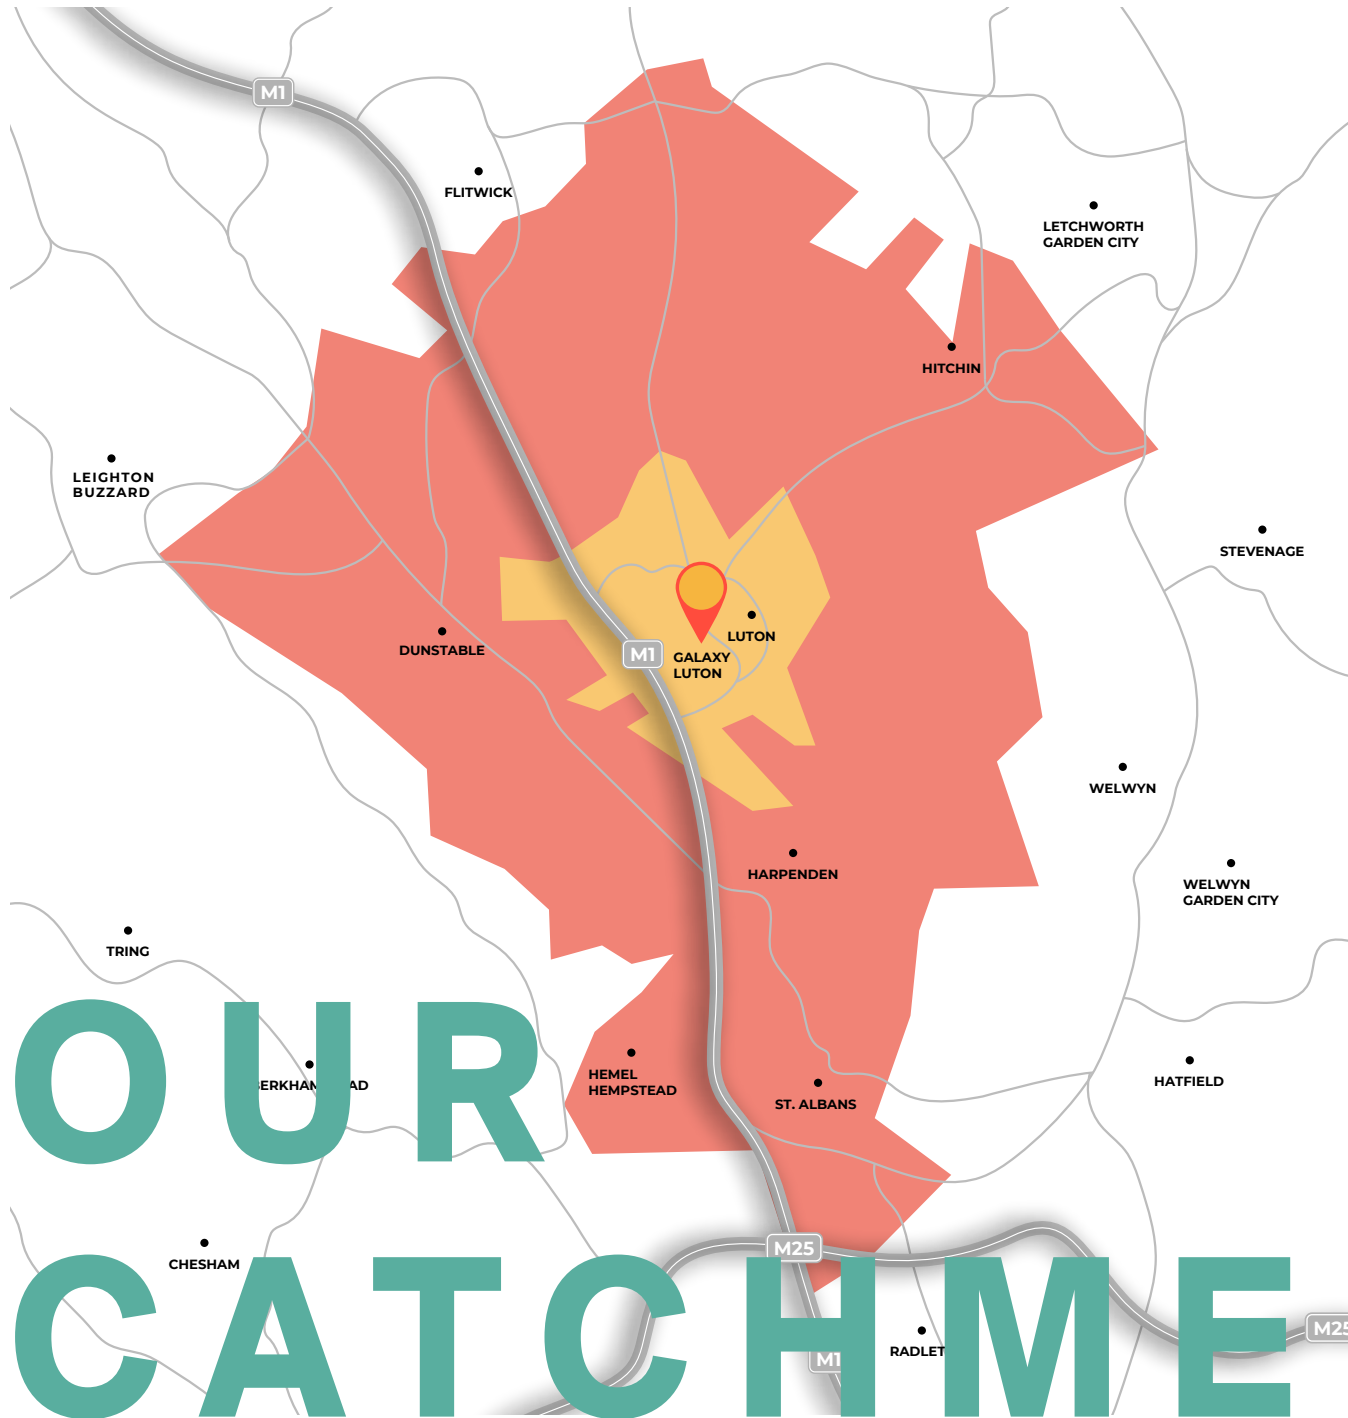 M1
FLITWICK
LETCHWORTH
GARDEN CITY
HITCHIN
LEIGHTON
BUZZARD
STEVENAGE
LUTON
DUNSTABLE
M1
GALAXY
LUTON
WELWYN
HARPENDEN
WELWYN
GARDEN CITY
TRING
OUR
HEMEL
HEMPSTEAD
HATFIELD
ST. ALBANS
M25
CHESHAM
CATCHME
M25
RADLET
M1